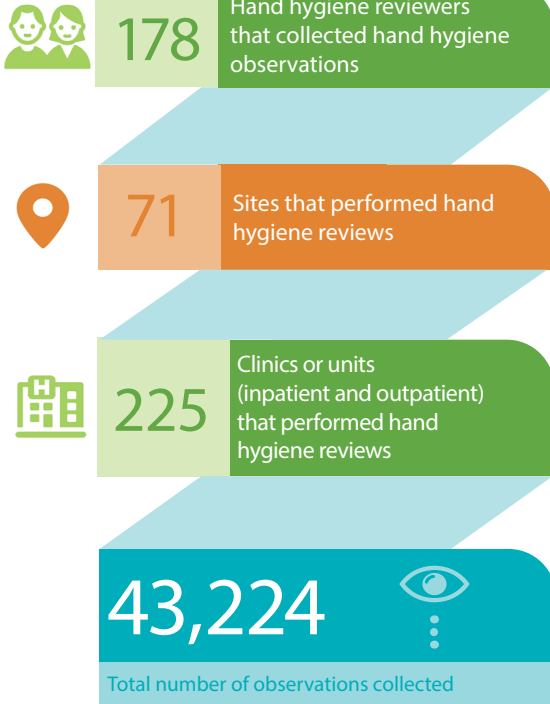 178
Hand hygiene reviewers
that collected hand hygiene
observations
71
Sites that performed hand
hygiene reviews
H
225
Clinics or units
(inpatient and outpatient)
that performed hand
hygiene reviews
43,224
Total number of observations collected